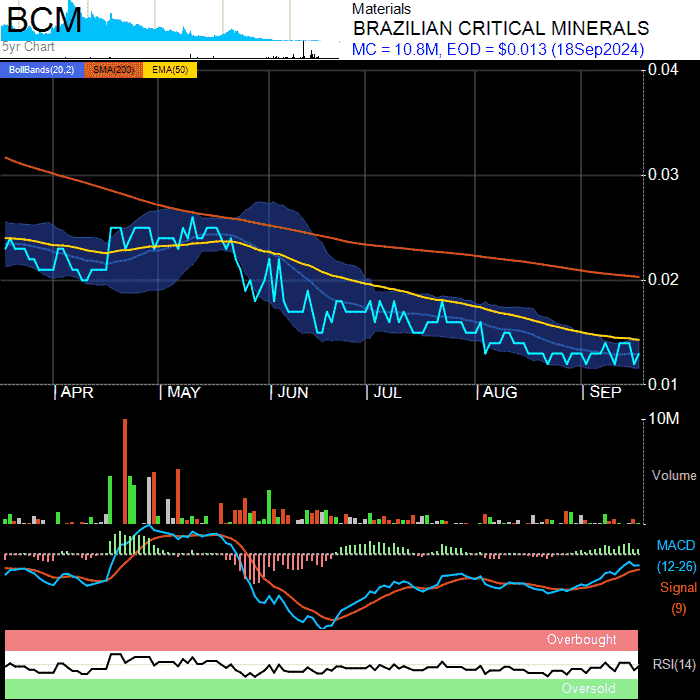 BCM
5yr Chart
Materials
BRAZILIAN CRITICAL MINERALS
MC = 10.8M, EOD = $0.013 (18Sep2024)
BollBands(20,2) SMA(200) EMA(50)
0.04
0.03
0.02
0.01
APR MAY JUN JUL AUG SEP
10M
Volume
MACD
(12-26)
Signal
(9)
Overbought
RSI(14)
Oversold